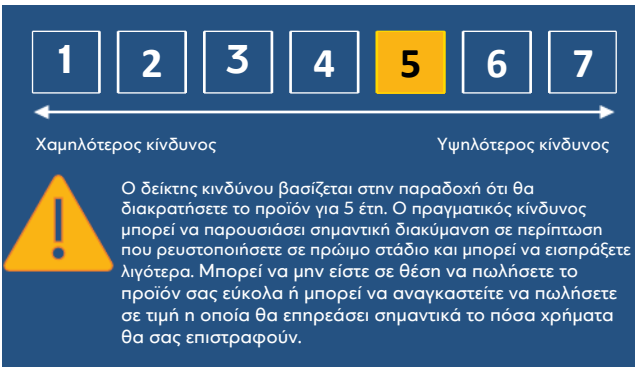 1 2 3 4 5 6 7
Χαμηλότερος κίνδυνος Υψηλότερος κίνδυνος
Ο δείκτης κινδύνου βασίζεται στην παραδοχή ότι θα
διακρατήσετε το προϊόν για 5 έτη. Ο πραγματικός κίνδυνος
μπορεί να παρουσιάσει σημαντική διακύμανση σε περίπτωση
που ρευστοποιήσετε σε πρώιμο στάδιο και μπορεί να εισπράξετε
λιγότερα. Μπορεί να μην είστε σε θέση να πωλήσετε το
προϊόν σας εύκολα ή μπορεί να αναγκαστείτε να πωλήσετε
σε τιμή η οποία θα επηρεάσει σημαντικά το πόσα χρήματα
θα σας επιστραφούν.